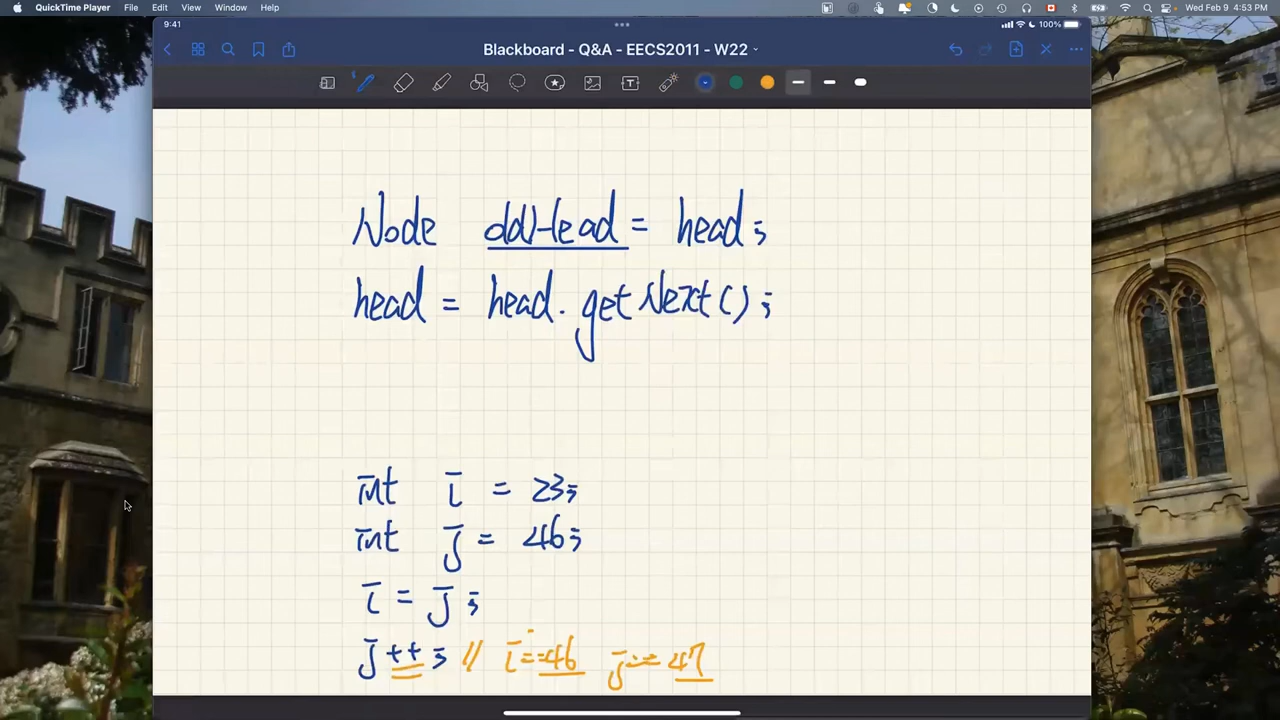 QuickTime Player File Edit View Window Help Wed Feb 9 4:53 PM
9:41 100%
Blackboard - Q&A - EECS2011 - W22
Node oldHead = head;
head = head.getNext();
int i = 23;
int j = 46;
i = j;
j++; // i == 46 j == 47